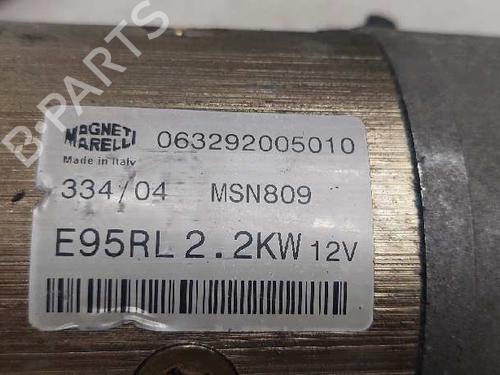 MAGNETI
MARELLI
063292005010
Made in Italy
334/04 MSN809
E95RL 2.2KW 12V
B-PARTS